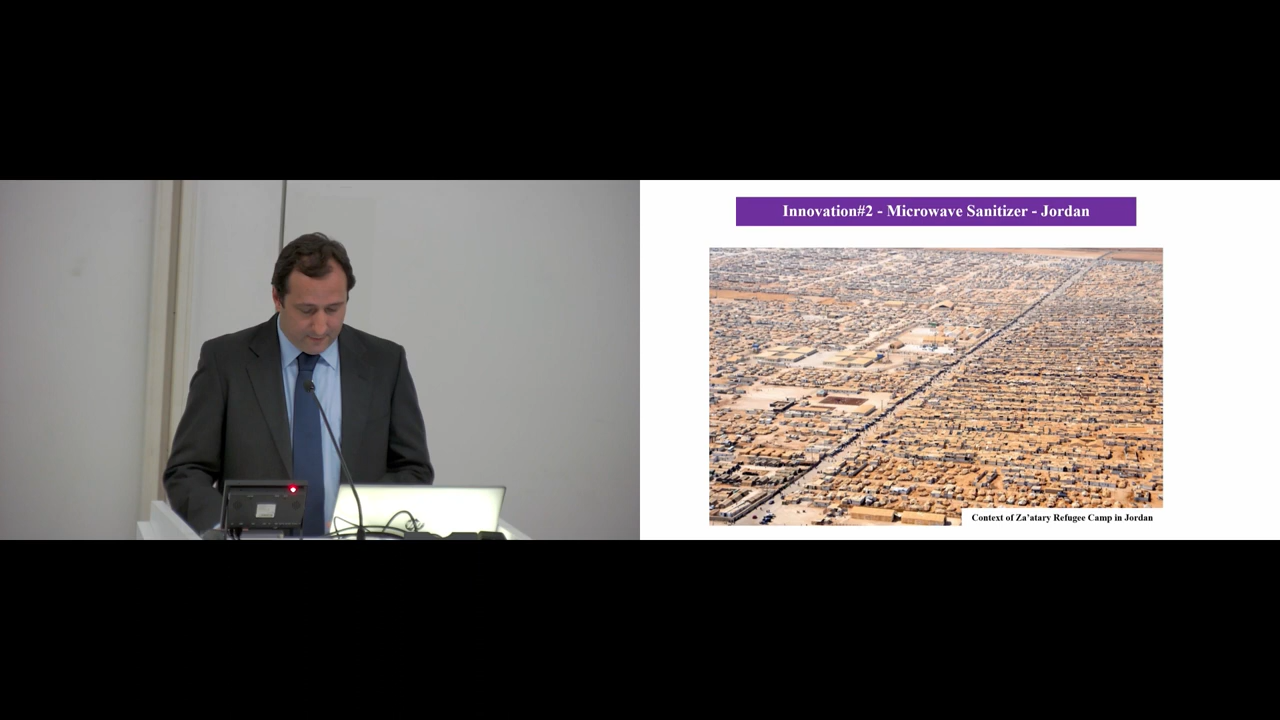 Innovation#2 - Microwave Sanitizer - Jordan
Context of Za'atary Refugee Camp in Jordan